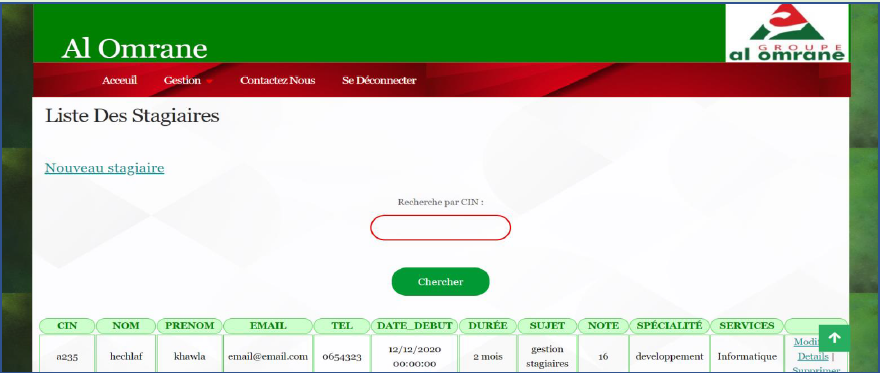 Al Omrane
GROUPE
al omrane
Acceuil Gestion Contactez Nous Se Déconnecter
Liste Des Stagiaires
Nouveau stagiaire
Recherche par CIN :
Chercher
CIN NOM PRENOM EMAIL TEL DATE_DEBUT DURÉE SUJET NOTE SPÉCIALITÉ SERVICES
a235 hechlaf khawla email@email.com 0654323 12/12/2020 00:00:00 2 mois gestion stagiaires 16 developpement Informatique
Details |
Supprimer